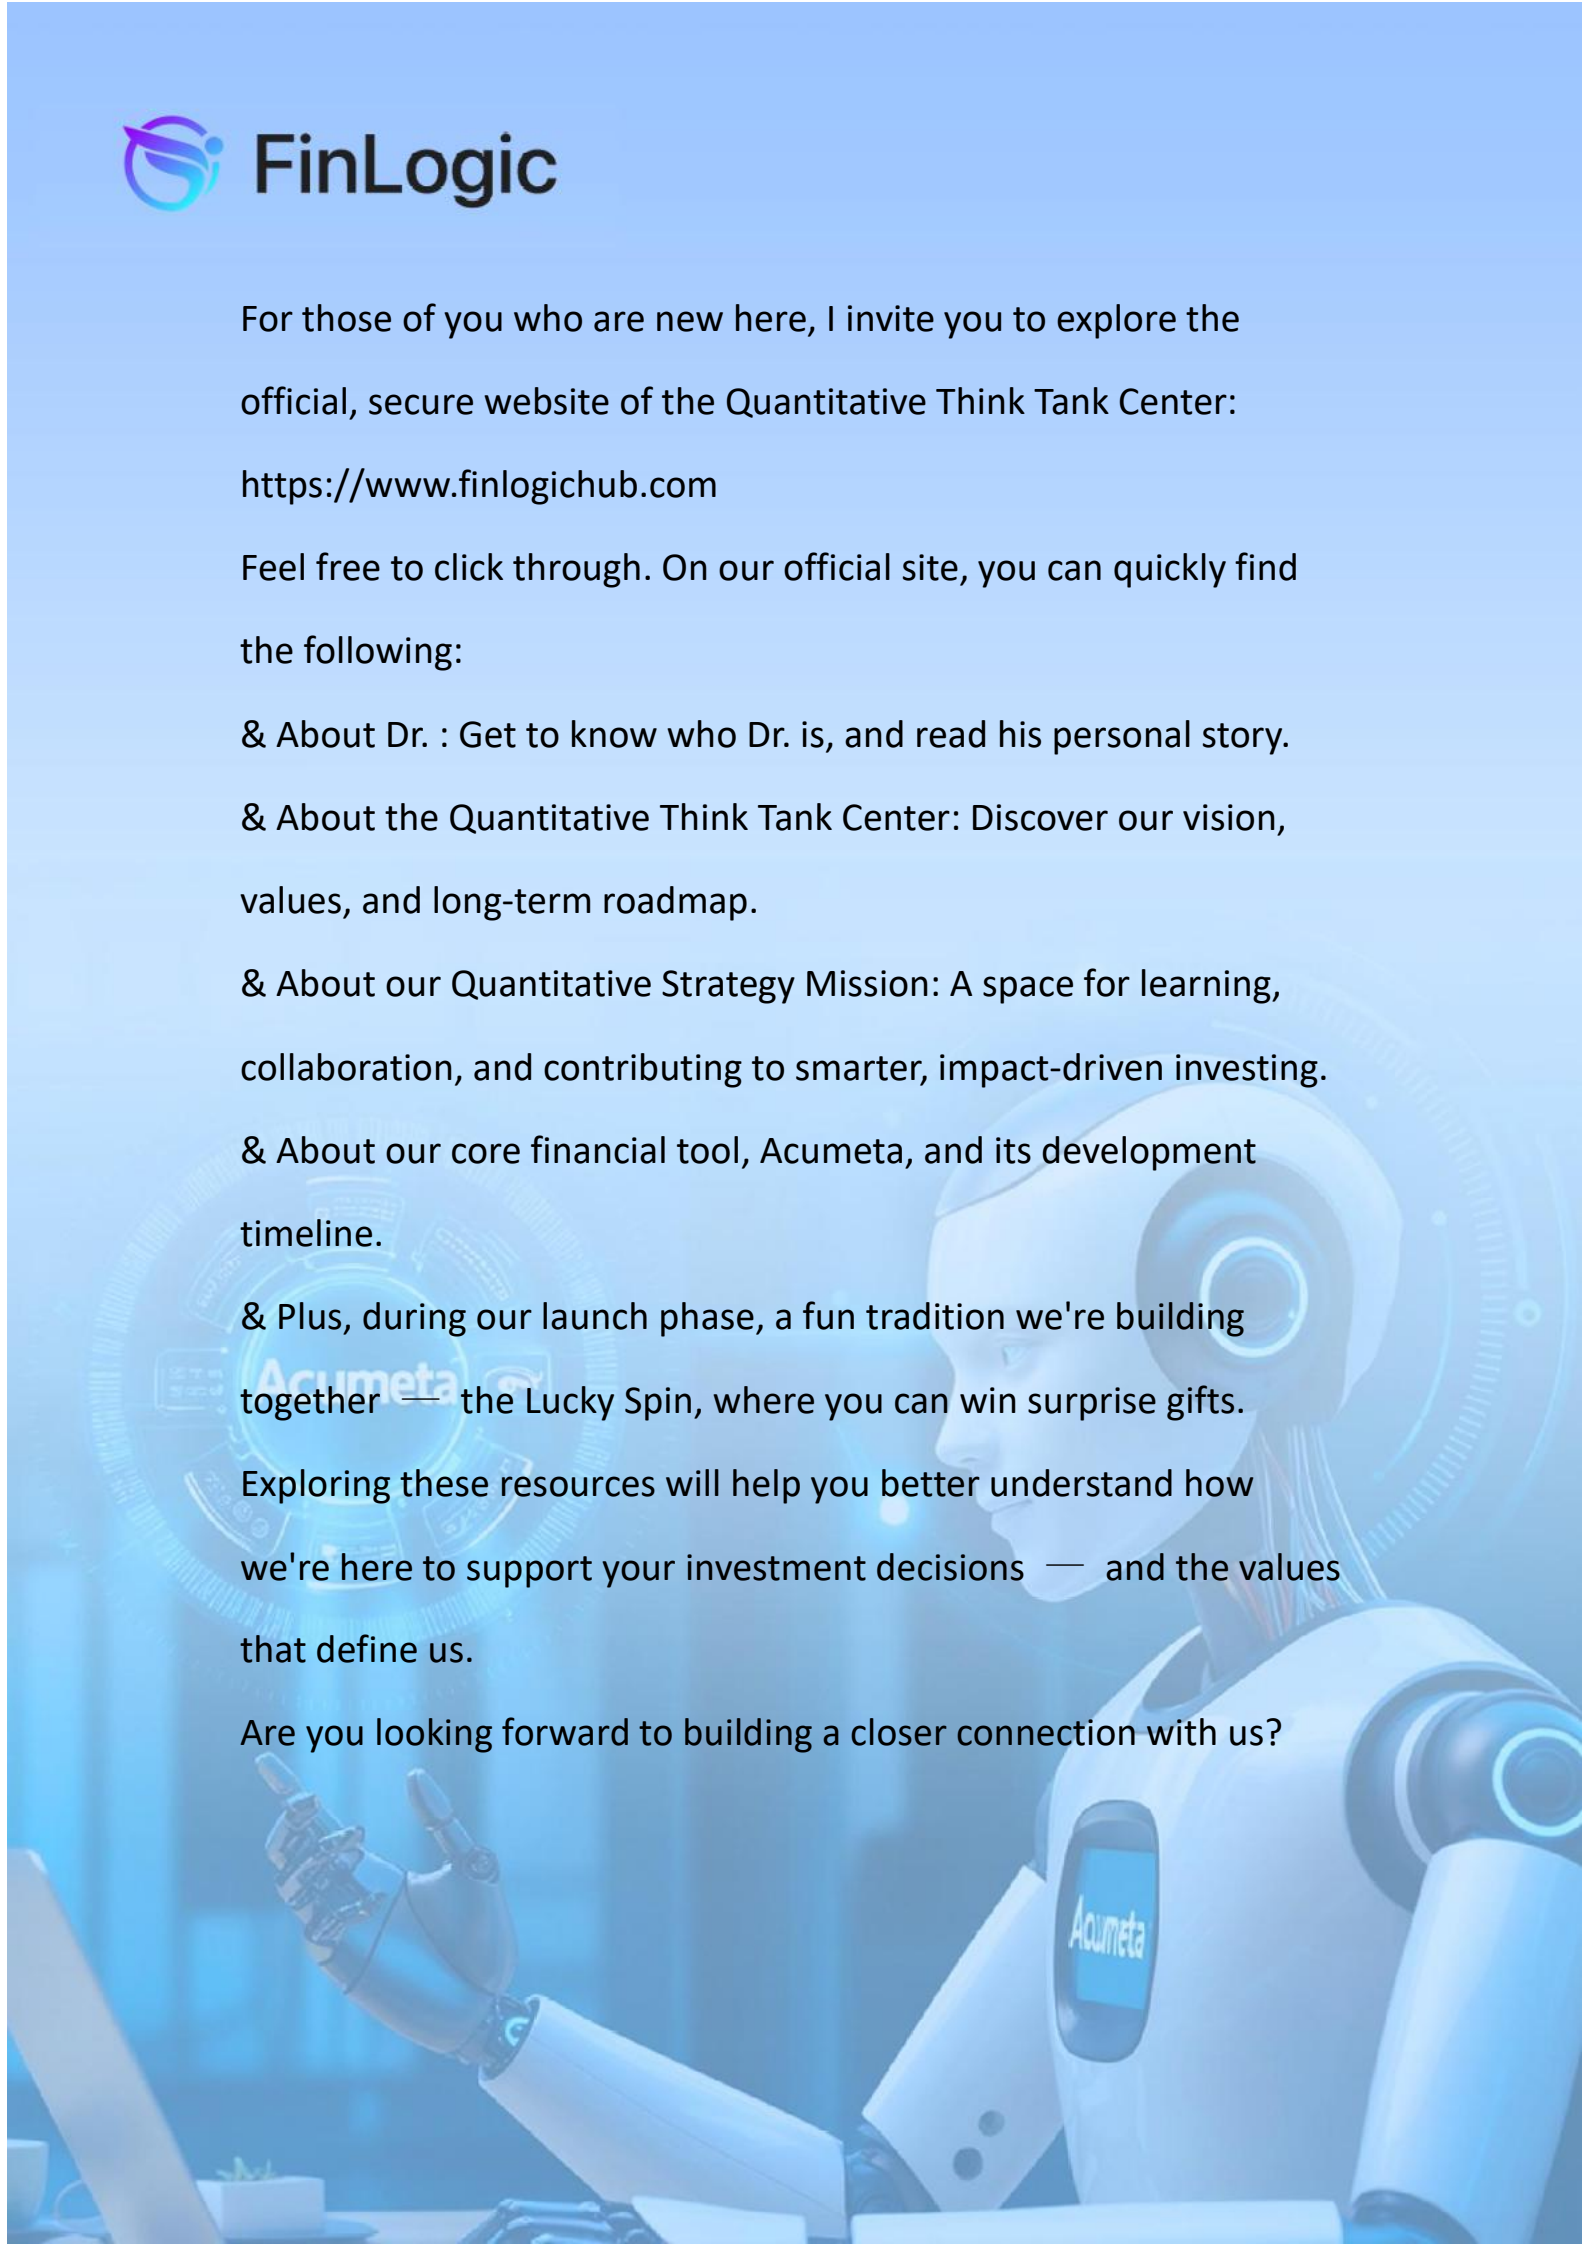 FinLogic
For those of you who are new here, I invite you to explore the
official, secure website of the Quantitative Think Tank Center:
https://www.finlogichub.com
Feel free to click through. On our official site, you can quickly find
the following:
& About Dr. : Get to know who Dr. is, and read his personal story.
& About the Quantitative Think Tank Center: Discover our vision,
values, and long-term roadmap.
& About our Quantitative Strategy Mission: A space for learning,
collaboration, and contributing to smarter, impact-driven investing.
& About our core financial tool, Acumeta, and its development
timeline.
& Plus, during our launch phase, a fun tradition we're building
Acumeta
together — the Lucky Spin, where you can win surprise gifts.
Exploring these resources will help you better understand how
we're here to support your investment decisions — and the values
that define us.
Are you looking forward to building a closer connection with us?
Acumeta